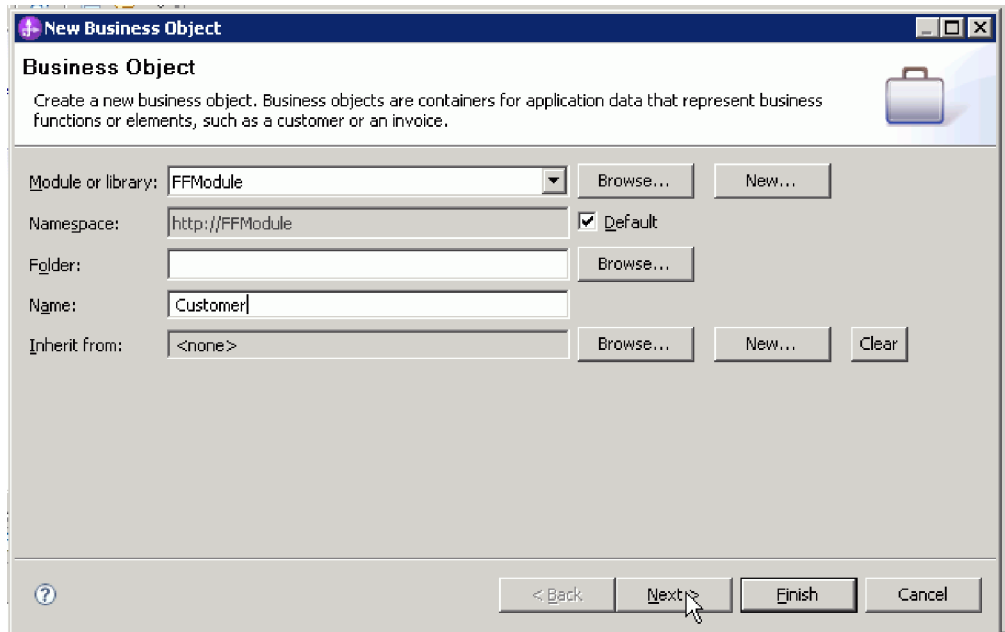 New Business Object
Business Object
Create a new business object. Business objects are containers for application data that represent business
functions or elements, such as a customer or an invoice.
Module or library: FFModule Browse... New...
Namespace: http://FFModule Default
Folder: Browse...
Name: Customer
Inherit from: <none> Browse... New... Clear
< Back Next > Finish Cancel